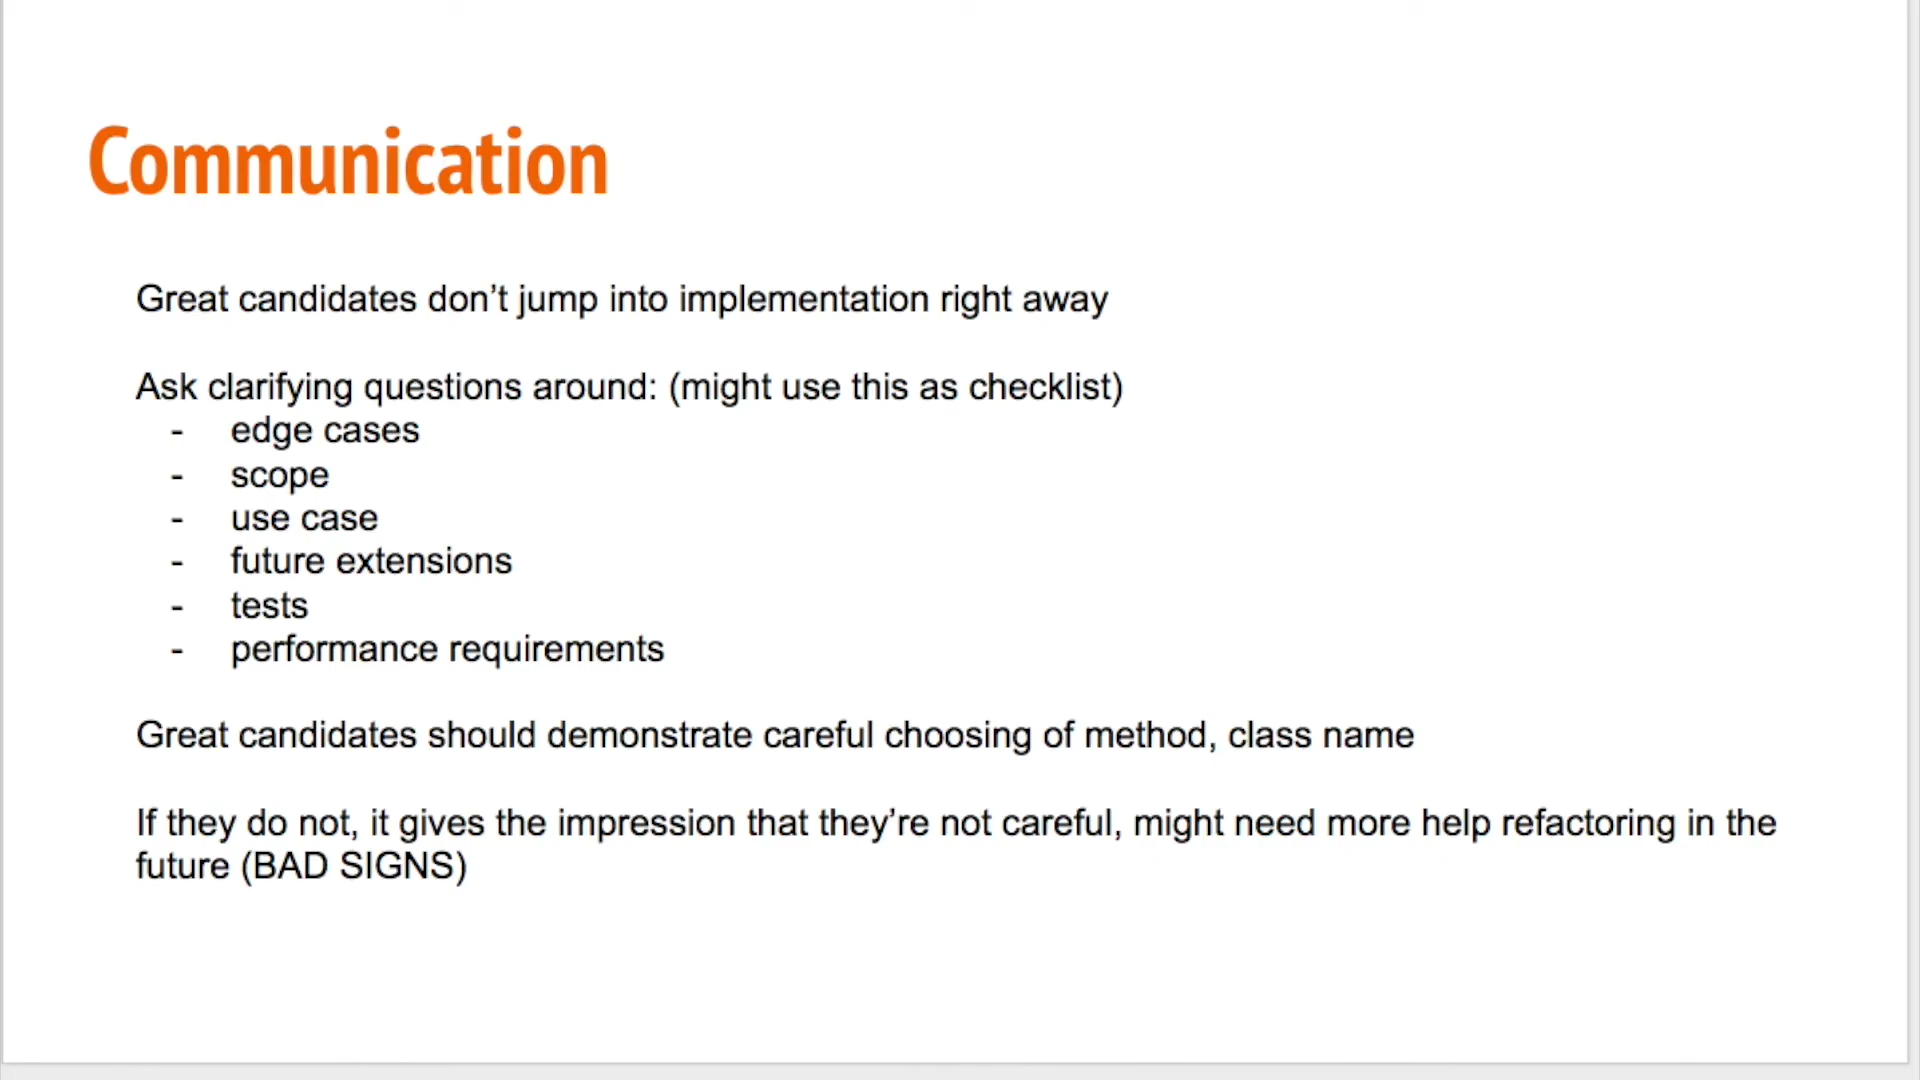 Communication
Great candidates don’t jump into implementation right away
Ask clarifying questions around: (might use this as checklist)
- edge cases
- scope
- use case
- future extensions
- tests
- performance requirements
Great candidates should demonstrate careful choosing of method, class name
If they do not, it gives the impression that they’re not careful, might need more help refactoring in the
future (BAD SIGNS)